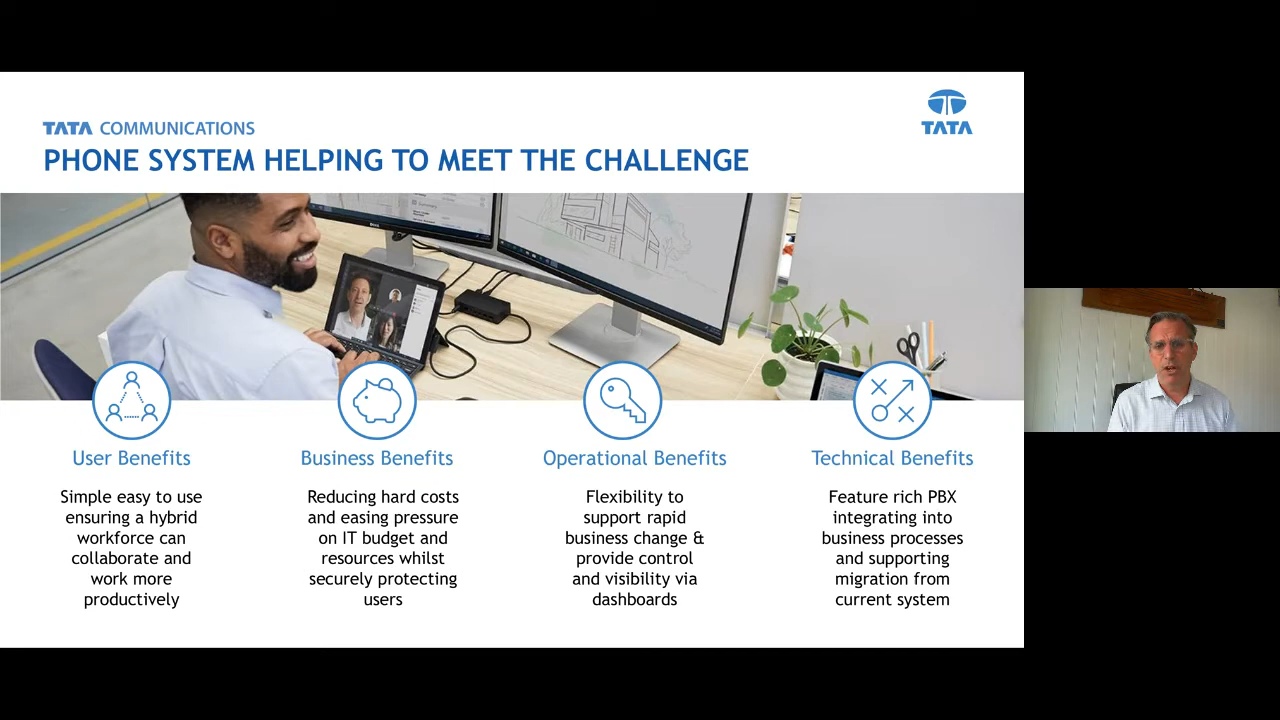 TATA COMMUNICATIONS
TATA
PHONE SYSTEM HELPING TO MEET THE CHALLENGE
User Benefits
Simple easy to use
ensuring a hybrid
workforce can
collaborate and
work more
productively
Business Benefits
Reducing hard costs
and easing pressure
on IT budget and
resources whilst
securely protecting
users
Operational Benefits
Flexibility to
support rapid
business change &
provide control
and visibility via
dashboards
Technical Benefits
Feature rich PBX
integrating into
business processes
and supporting
migration from
current system